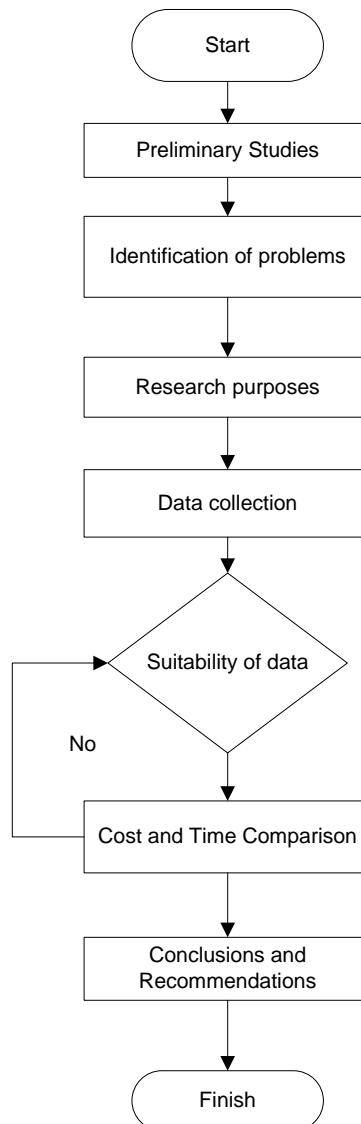 Start
Preliminary Studies
Identification of problems
Research purposes
Data collection
Suitability of data
No
Cost and Time Comparison
Conclusions and
Recommendations
Finish